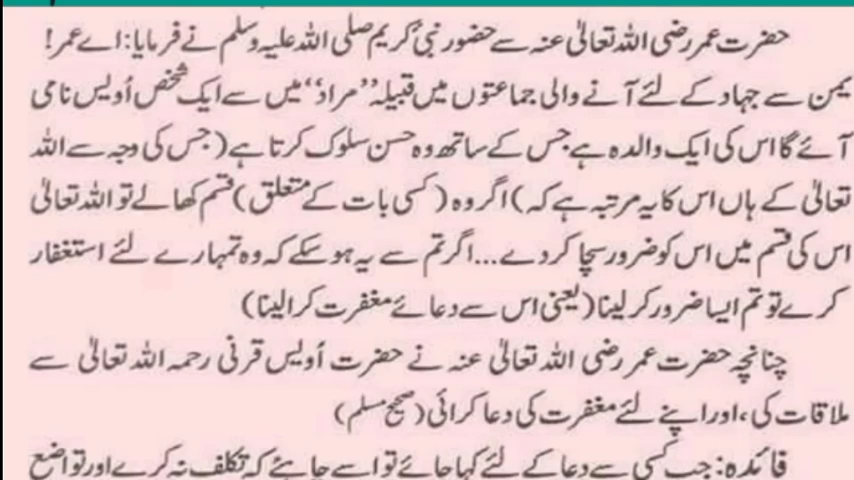 حضرت عمر رضی اللہ تعالیٰ عنہ سے حضور نبی کریم صلی اللہ علیہ وسلم نے فرمایا: اے عمر!
یمن سے جہاد کے لئے آنے والی جماعتوں میں قبیلہ ’’مراد‘‘ میں سے ایک شخص اُویس نامی
آئے گا اس کی ایک والدہ ہے جس کے ساتھ وہ حسن سلوک کرتا ہے (جس کی وجہ سے اللہ
تعالیٰ کے ہاں اس کا یہ مرتبہ ہے کہ) اگر وہ (کسی بات کے متعلق) قسم کھا لے تو اللہ تعالیٰ
اس کی قسم میں اس کو ضرور سچا کر دے... اگر تم سے یہ ہو سکے کہ وہ تمہارے لئے استغفار
کرے تو تم ایسا ضرور کر لینا (یعنی اس سے دعائے مغفرت کرا لینا)
چنانچہ حضرت عمر رضی اللہ تعالیٰ عنہ نے حضرت اُویس قرنی رحمہ اللہ تعالیٰ سے
ملاقات کی، اور اپنے لئے مغفرت کی دعا کرائی (صحیح مسلم)
فائدہ: جب کسی سے دعا کے لئے کہا جائے تو اسے چاہئے کہ تکلف نہ کرے اور تواضع